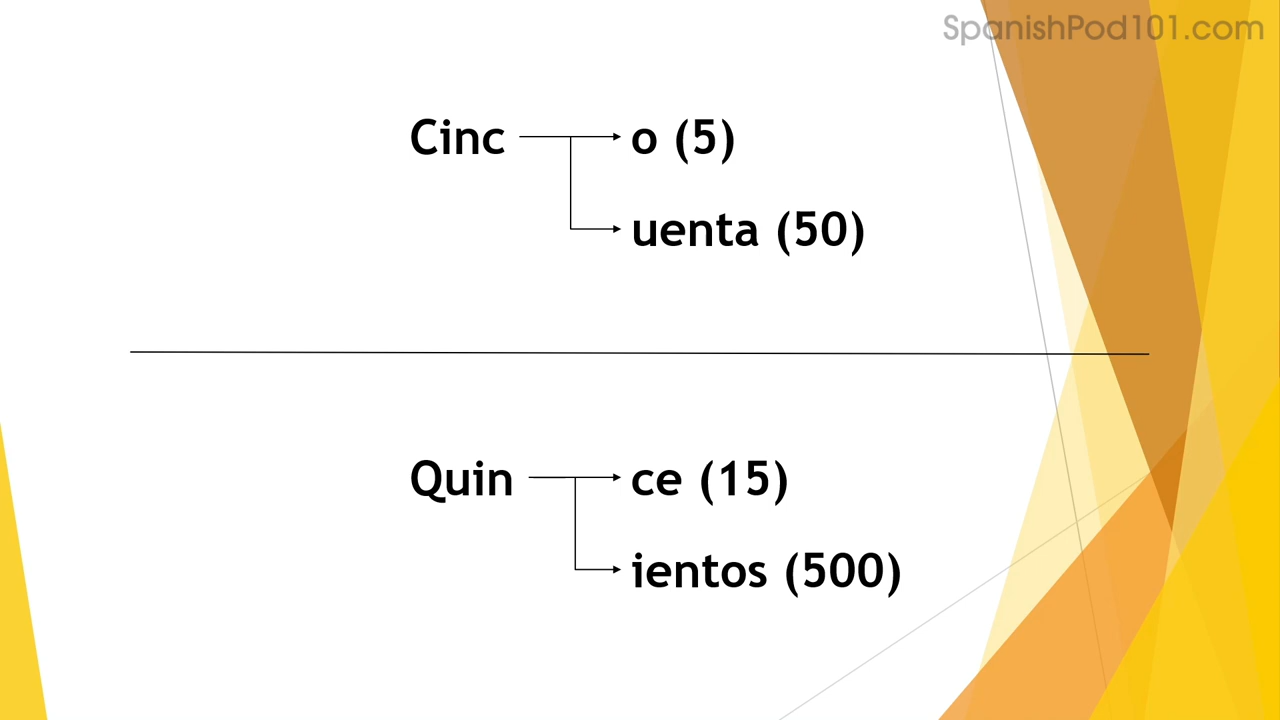 SpanishPod101.com
Cinc o (5)
uenta (50)
Quin ce (15)
ientos (500)